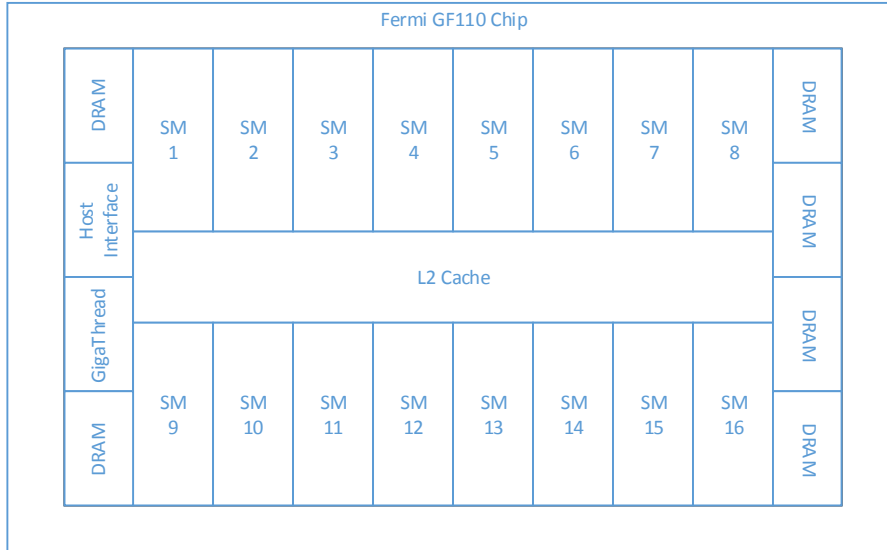 Fermi GF110 Chip
DRAM
Host
Interface
GigaThread
DRAM
SM
1
SM
2
SM
3
SM
4
SM
5
SM
6
SM
7
SM
8
L2 Cache
SM
9
SM
10
SM
11
SM
12
SM
13
SM
14
SM
15
SM
16
DRAM
DRAM
DRAM
DRAM